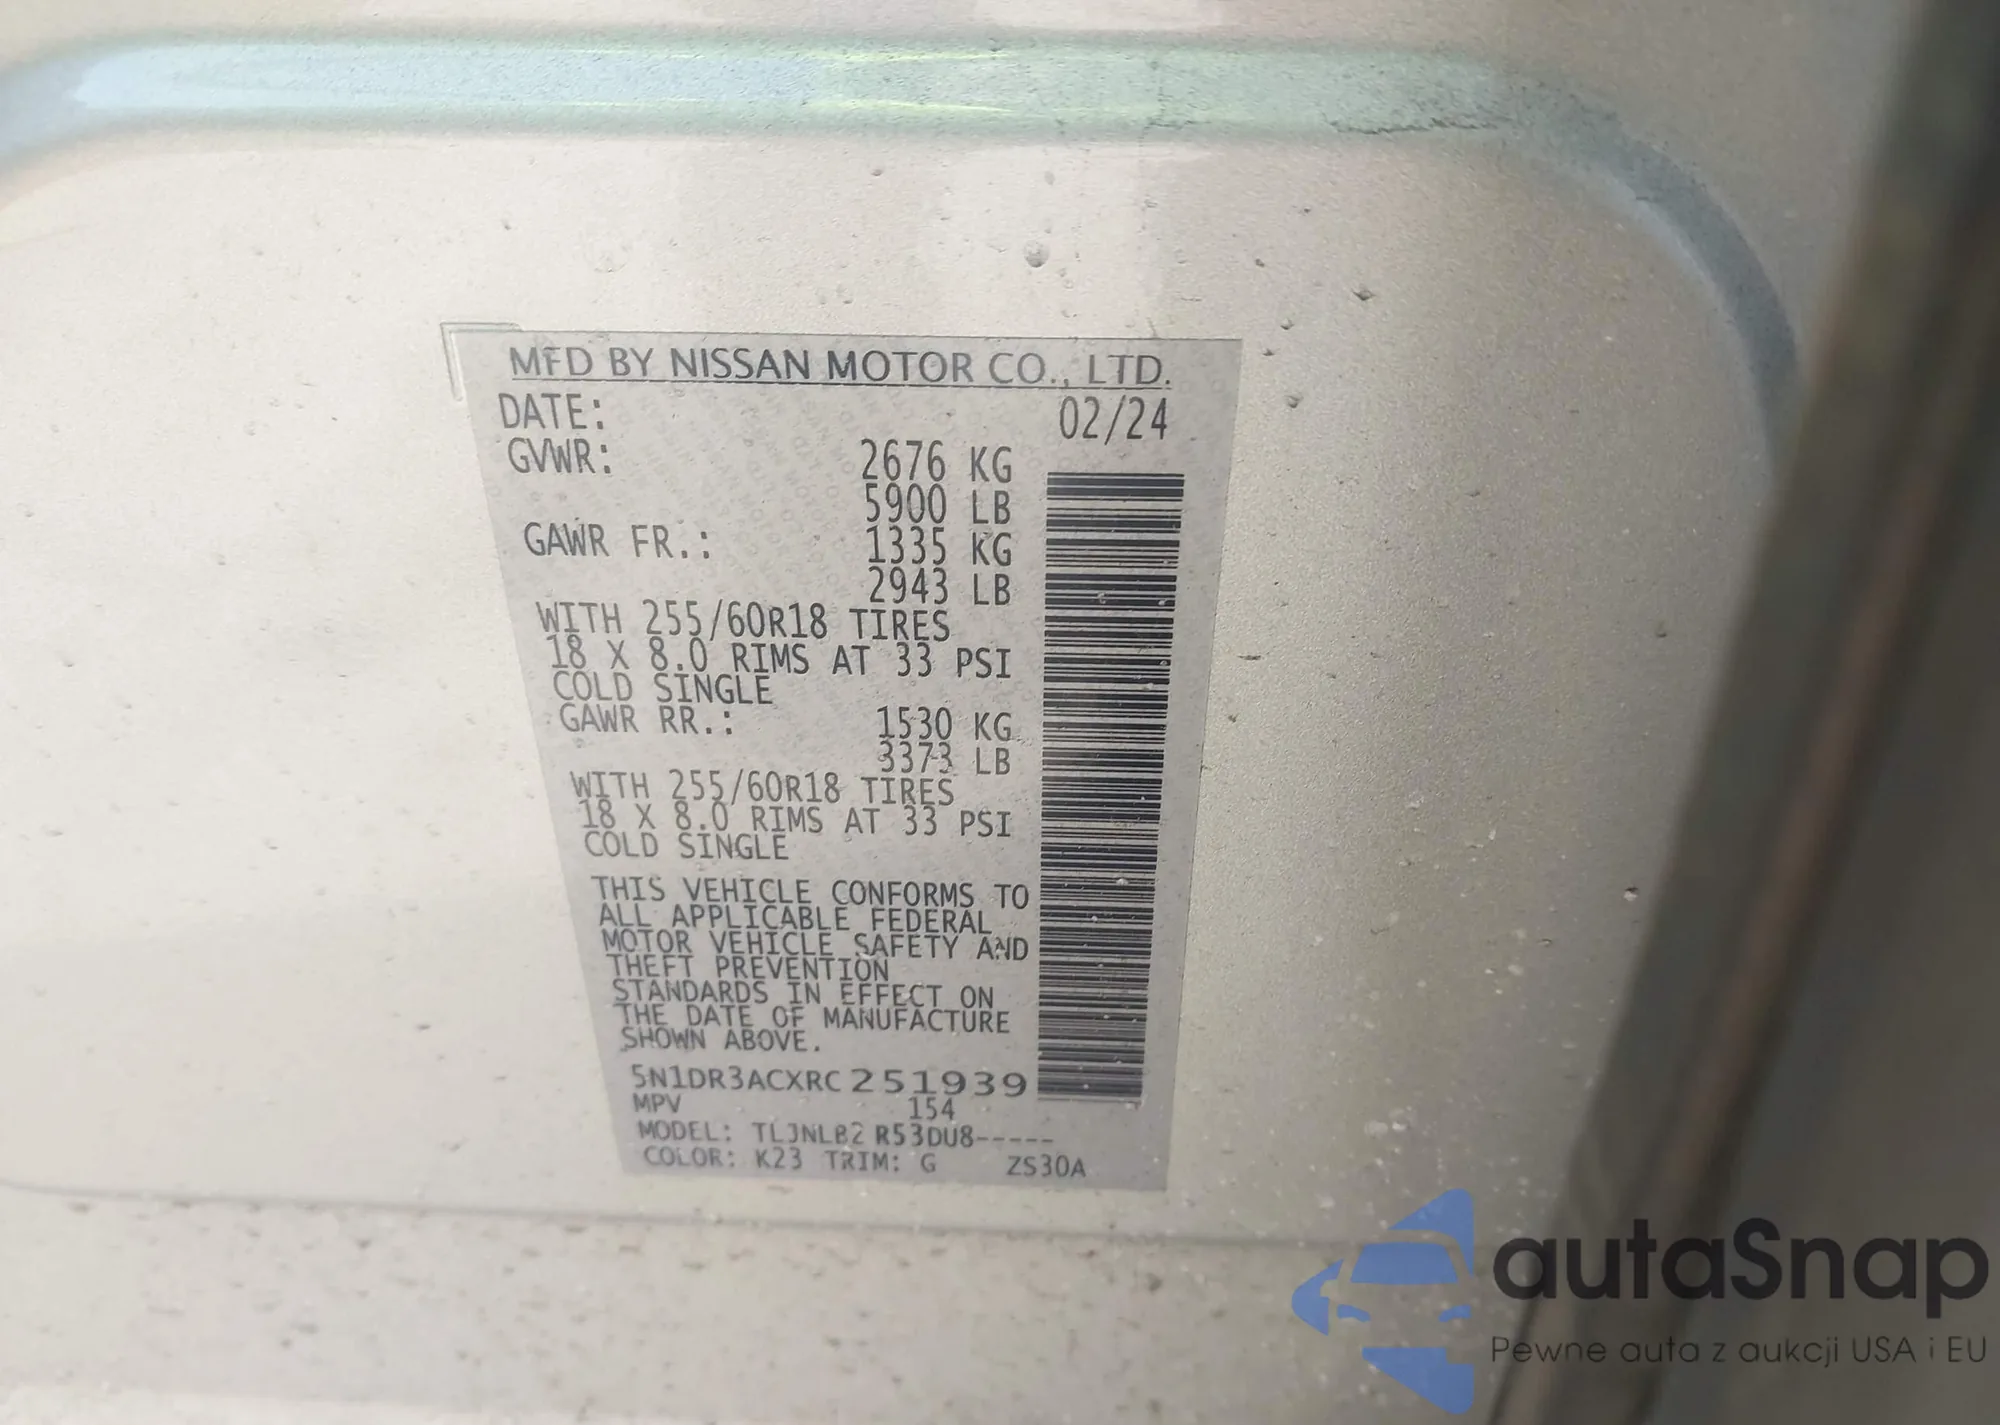 MFD BY NISSAN MOTOR CO., LTD.
DATE: 02/24
GVWR: 2676 KG
5900 LB
GAWR FR.: 1335 KG
2943 LB
WITH 255/60R18 TIRES
18 X 8.0 RIMS AT 33 PSI
COLD SINGLE
GAWR RR.: 1530 KG
3373 LB
WITH 255/60R18 TIRES
18 X 8.0 RIMS AT 33 PSI
COLD SINGLE
THIS VEHICLE CONFORMS TO
ALL APPLICABLE FEDERAL
MOTOR VEHICLE SAFETY AND
THEFT PREVENTION
STANDARDS IN EFFECT ON
THE DATE OF MANUFACTURE
SHOWN ABOVE.
5N1DR3ACXRC251939
MPV 154
MODEL: TLJNLB2 R53DU8-----
COLOR: K23 TRIM: G ZS30A
autaSnap
Pewne auta z aukcji USA i EU